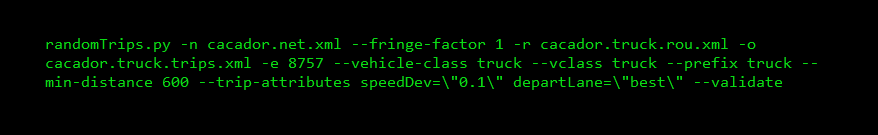 randomTrips.py -n cacador.net.xml --fringe-factor 1 -r cacador.truck.rou.xml -o
cacador.truck.trips.xml -e 8757 --vehicle-class truck --vclass truck --prefix truck --
min-distance 600 --trip-attributes speedDev=\"0.1\" departLane=\"best\" --validate